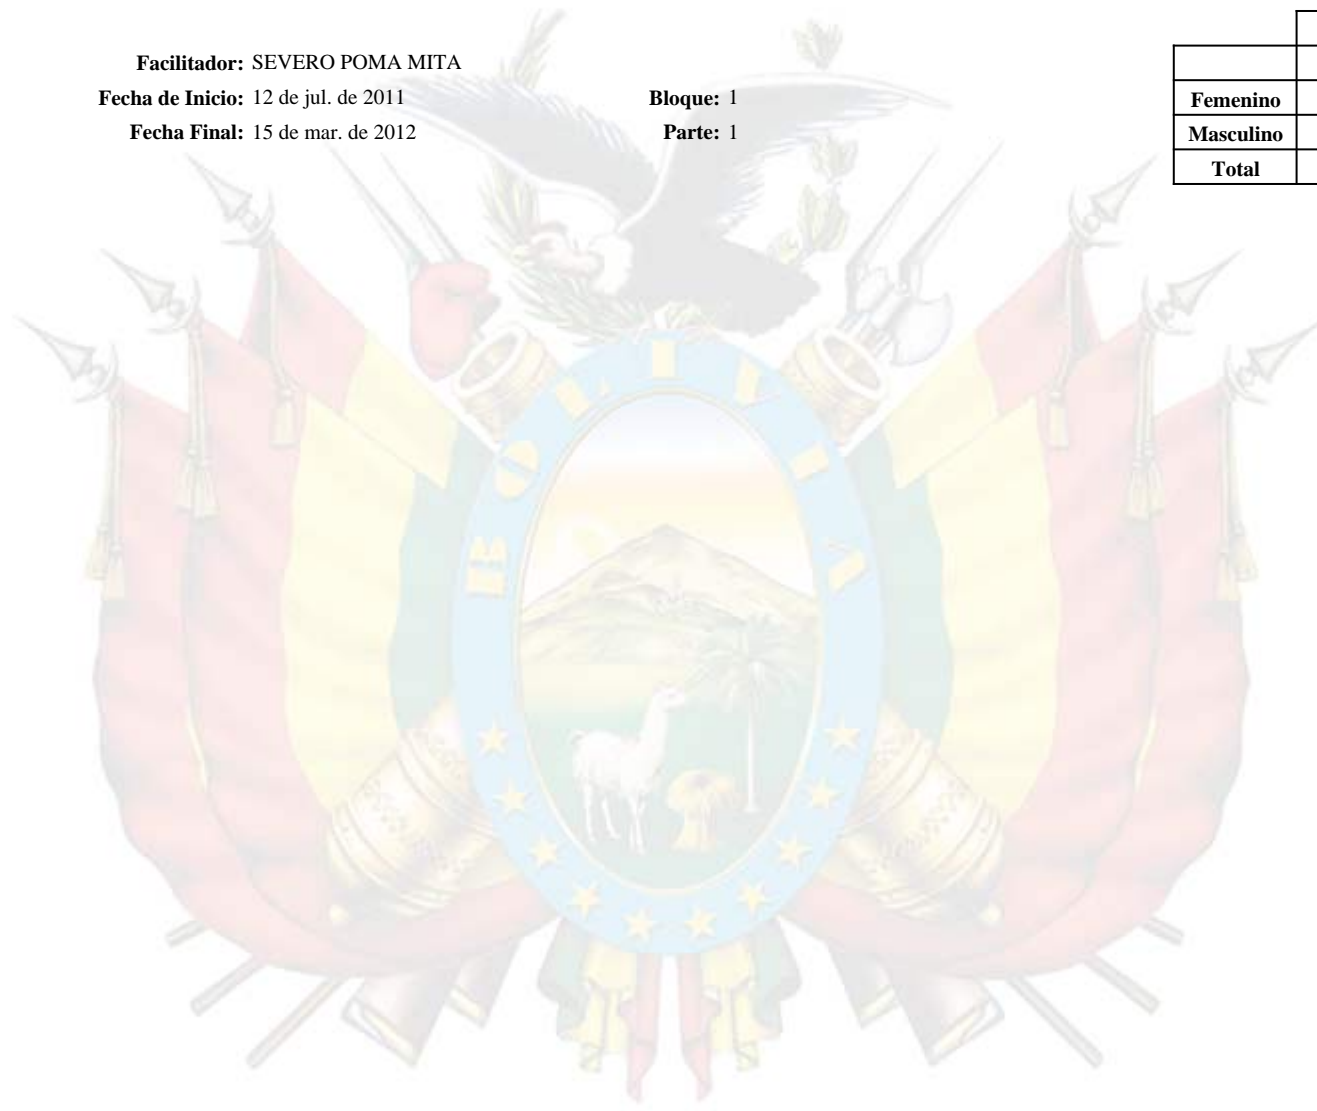 Facilitador: SEVERO POMA MITA
Fecha de Inicio: 12 de jul. de 2011 Bloque: 1
Fecha Final: 15 de mar. de 2012 Parte: 1
Femenino
Masculino
Total
BOLIVIA